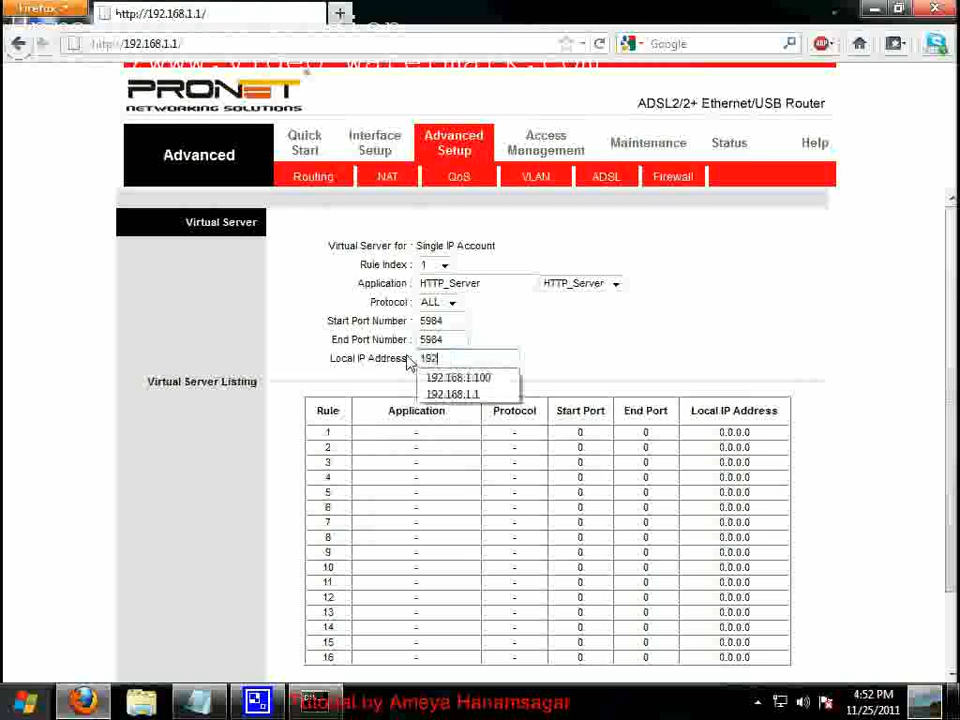 Firefox
http://192.168.1.1/
http://192.168.1.1/
Google
PRONET
NETWORKING SOLUTIONS
ADSL2/2+ Ethernet/USB Router
Advanced
Quick Start
Interface Setup
Advanced Setup
Access Management
Maintenance
Status
Help
Routing
NAT
QoS
VLAN
ADSL
Firewall
Virtual Server
Virtual Server for : Single IP Account
Rule Index : 1
Application : HTTP_Server HTTP_Server
Protocol : ALL
Start Port Number : 5984
End Port Number : 5984
Local IP Address : 192
192.168.1.100
192.168.1.1
Virtual Server Listing
Rule Application Protocol Start Port End Port Local IP Address
1 - - 0 0 0.0.0.0
2 - - 0 0 0.0.0.0
3 - - 0 0 0.0.0.0
4 - - 0 0 0.0.0.0
5 - - 0 0 0.0.0.0
6 - - 0 0 0.0.0.0
7 - - 0 0 0.0.0.0
8 - - 0 0 0.0.0.0
9 - - 0 0 0.0.0.0
10 - - 0 0 0.0.0.0
11 - - 0 0 0.0.0.0
12 - - 0 0 0.0.0.0
13 - - 0 0 0.0.0.0
14 - - 0 0 0.0.0.0
15 - - 0 0 0.0.0.0
16 - - 0 0 0.0.0.0
Tutorial by Ameya Hanamsagar
4:52 PM
11/25/2011